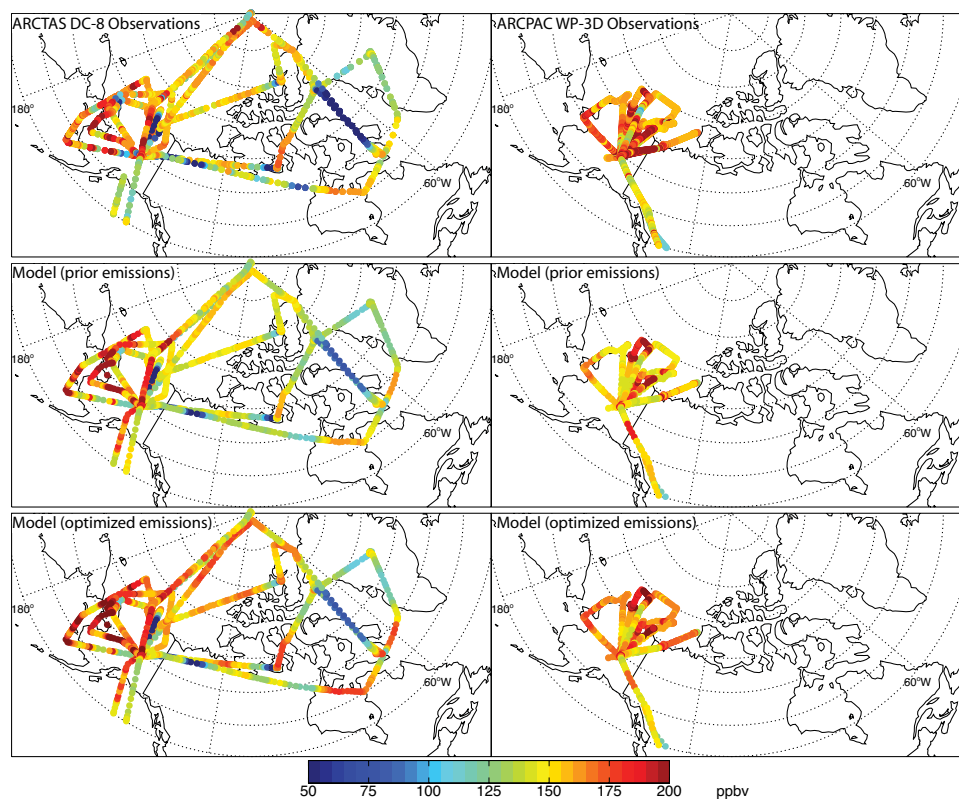 ARCTAS DC-8 Observations
180°
60°W
ARCPAC WP-3D Observations
180°
60°W
Model (prior emissions)
180°
60°W
Model (prior emissions)
180°
60°W
Model (optimized emissions)
180°
60°W
Model (optimized emissions)
180°
60°W
50 75 100 125 150 175 200 ppbv